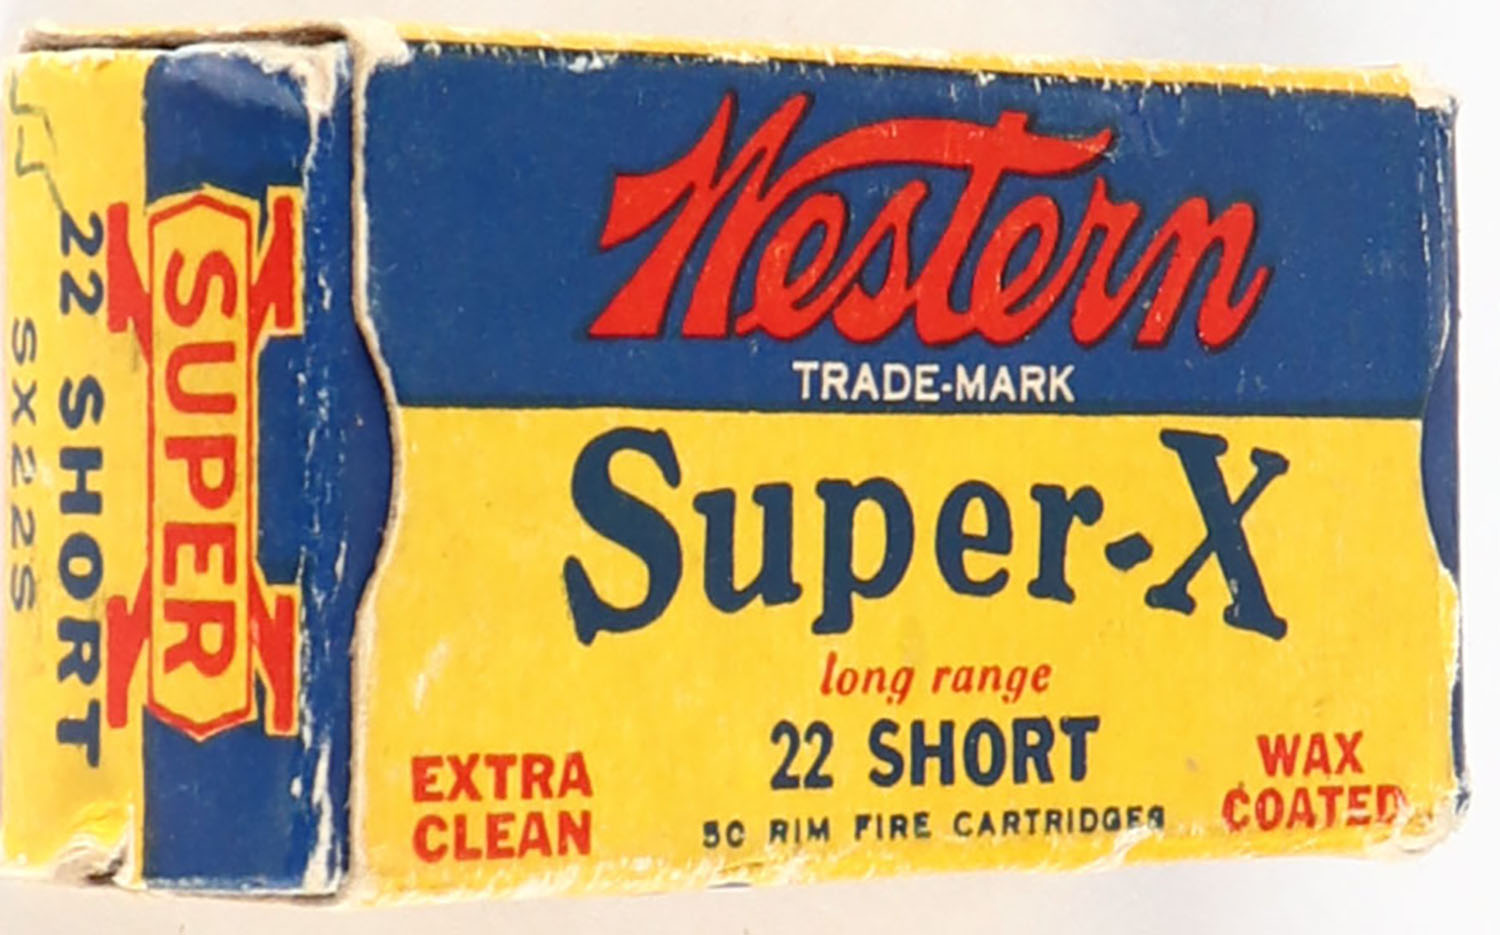 Western
TRADE-MARK
Super-X
long range
22 SHORT
50 RIM FIRE CARTRIDGES
EXTRA
CLEAN
WAX
COATED
SUPER X
22 SHORT
SX22S